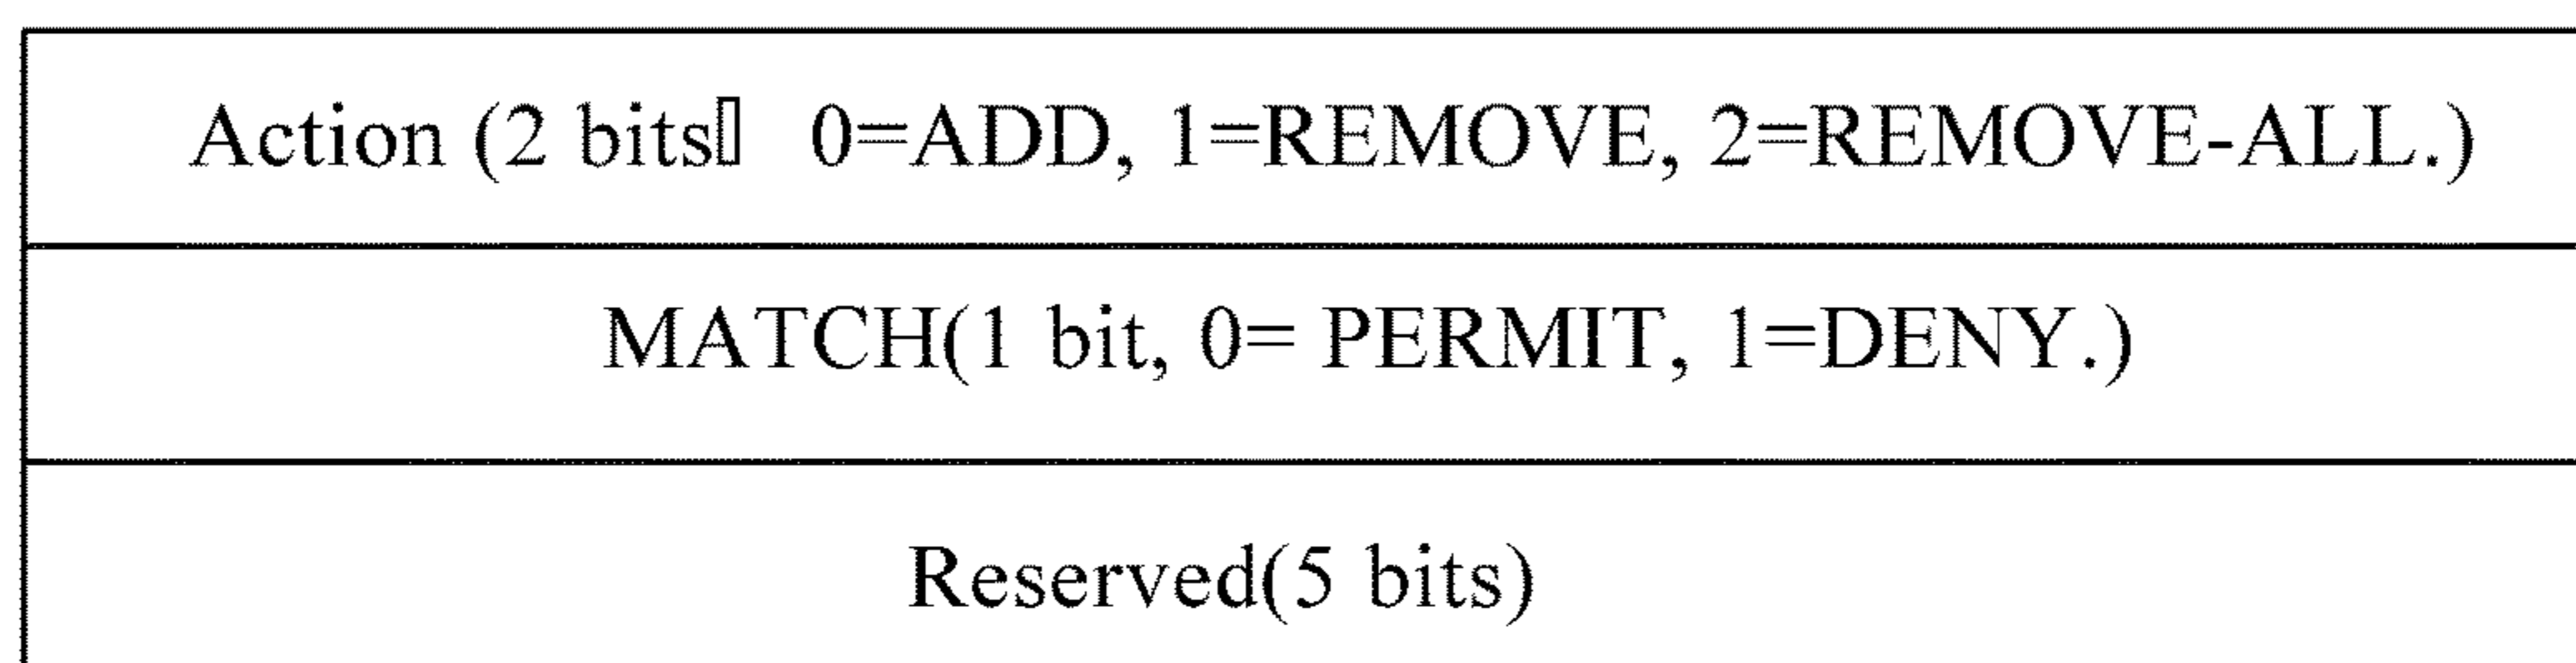 Action (2 bits▯ 0=ADD, 1=REMOVE, 2=REMOVE-ALL.)
MATCH(1 bit, 0= PERMIT, 1=DENY.)
Reserved(5 bits)